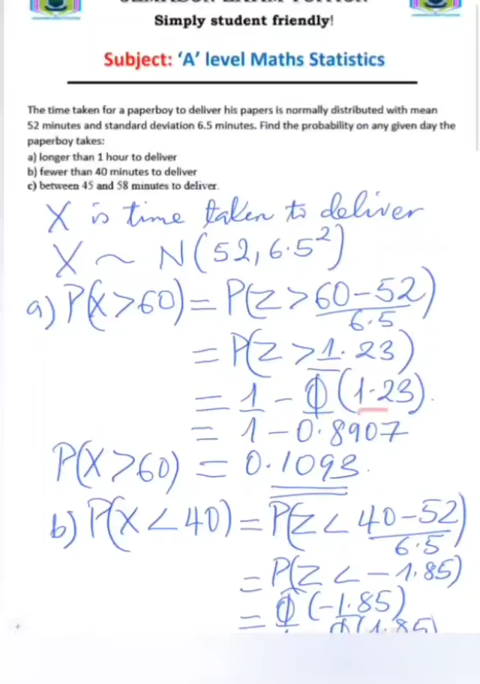 Simply student friendly!
Subject: ‘A’ level Maths Statistics
The time taken for a paperboy to deliver his papers is normally distributed with mean
52 minutes and standard deviation 6.5 minutes. Find the probability on any given day the
paperboy takes:
a) longer than 1 hour to deliver
b) fewer than 40 minutes to deliver
c) between 45 and 58 minutes to deliver.
X is time taken to deliver
X ~ N(52, 6.5²)
a) P(X > 60) = P(Z > 60-52/6.5)
= P(Z > 1.23)
= 1 - Φ(1.23).
= 1 - 0.8907
P(X > 60) = 0.1093.
b) P(X < 40) = P(Z < 40-52/6.5)
= P(Z < -1.85)
= Φ(-1.85)
Φ(1.85)